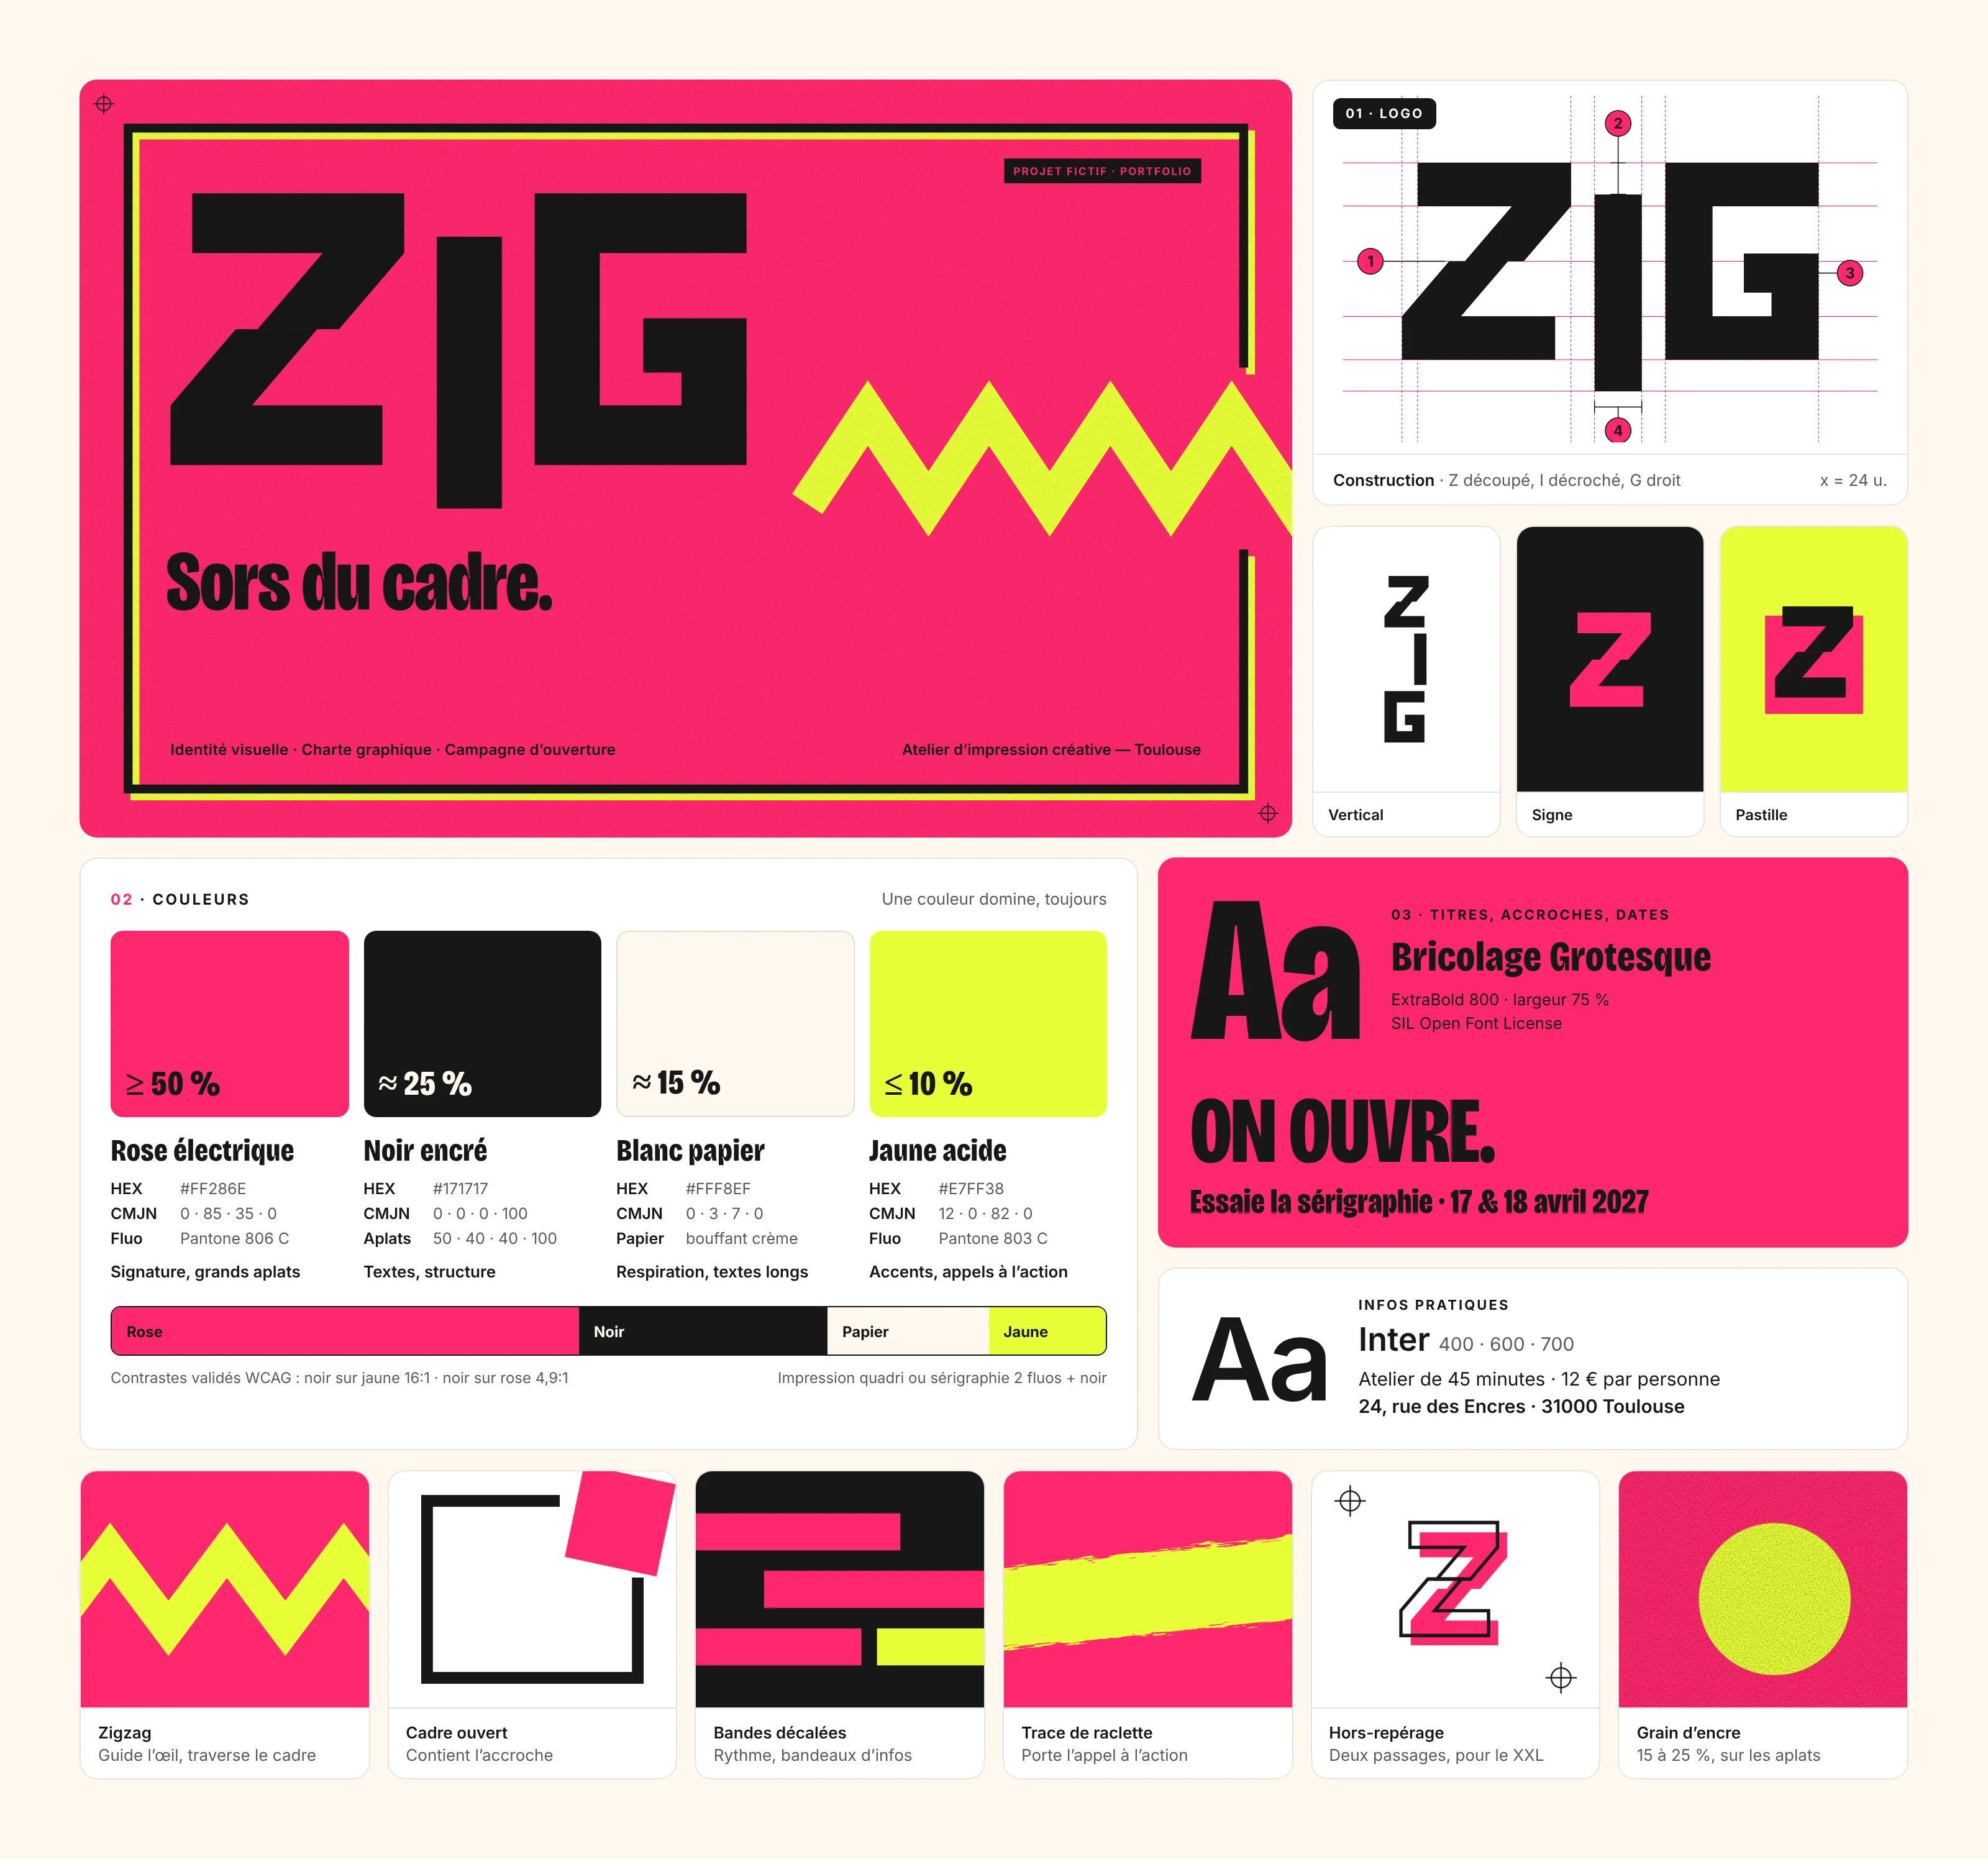 PROJET FICTIF · PORTFOLIO
ZIG
Sors du cadre.
Identité visuelle · Charte graphique · Campagne d’ouverture
Atelier d’impression créative — Toulouse
01 · LOGO
2
ZIG
1
3
4
Construction · Z découpé, I décroché, G droit
x = 24 u.
Z
I
G
Vertical
Z
Signe
Z
Pastille
02 · COULEURS
Une couleur domine, toujours
≥ 50 %
≈ 25 %
≈ 15 %
≤ 10 %
Rose électrique
HEX #FF286E
CMJN 0 · 85 · 35 · 0
Fluo Pantone 806 C
Signature, grands aplats
Noir encré
HEX #171717
CMJN 0 · 0 · 0 · 100
Aplats 50 · 40 · 40 · 100
Textes, structure
Blanc papier
HEX #FFF8EF
CMJN 0 · 3 · 7 · 0
Papier bouffant crème
Respiration, textes longs
Jaune acide
HEX #E7FF38
CMJN 12 · 0 · 82 · 0
Fluo Pantone 803 C
Accents, appels à l’action
Rose
Noir
Papier
Jaune
Contrastes validés WCAG : noir sur jaune 16:1 · noir sur rose 4,9:1
Impression quadri ou sérigraphie 2 fluos + noir
Aa
03 · TITRES, ACCROCHES, DATES
Bricolage Grotesque
ExtraBold 800 · largeur 75 %
SIL Open Font License
ON OUVRE.
Essaie la sérigraphie · 17 & 18 avril 2027
Aa
INFOS PRATIQUES
Inter 400 · 600 · 700
Atelier de 45 minutes · 12 € par personne
24, rue des Encres · 31000 Toulouse
Zigzag
Guide l’œil, traverse le cadre
Cadre ouvert
Contient l’accroche
Bandes décalées
Rythme, bandeaux d’infos
Trace de raclette
Porte l’appel à l’action
Z
Hors-repérage
Deux passages, pour le XXL
Grain d’encre
15 à 25 %, sur les aplats